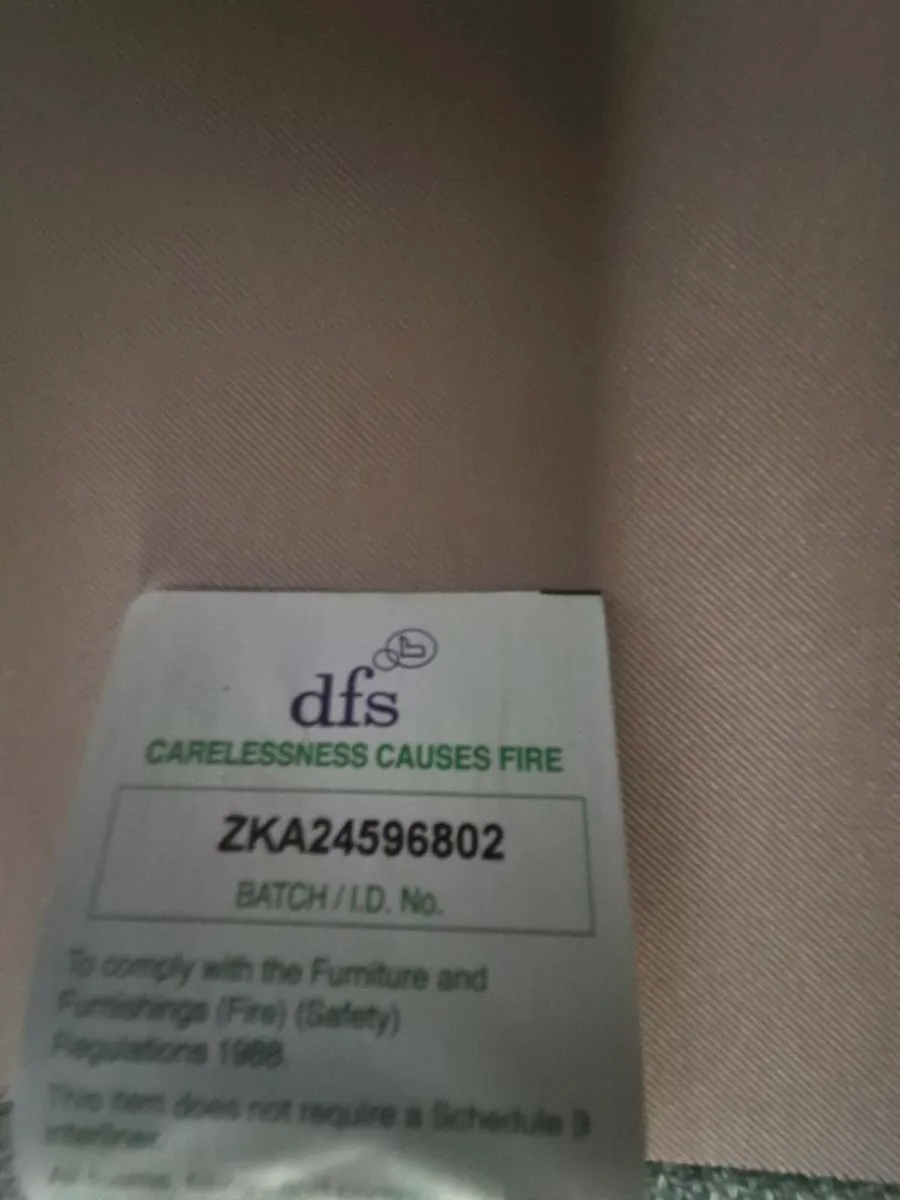 dfs
CARELESSNESS CAUSES FIRE
ZKA24596802
BATCH / I.D. No.
To comply with the Furniture and
Furnishings (Fire) (Safety)
Regulations 1988.
This item does not require a Schedule 3
interliner.